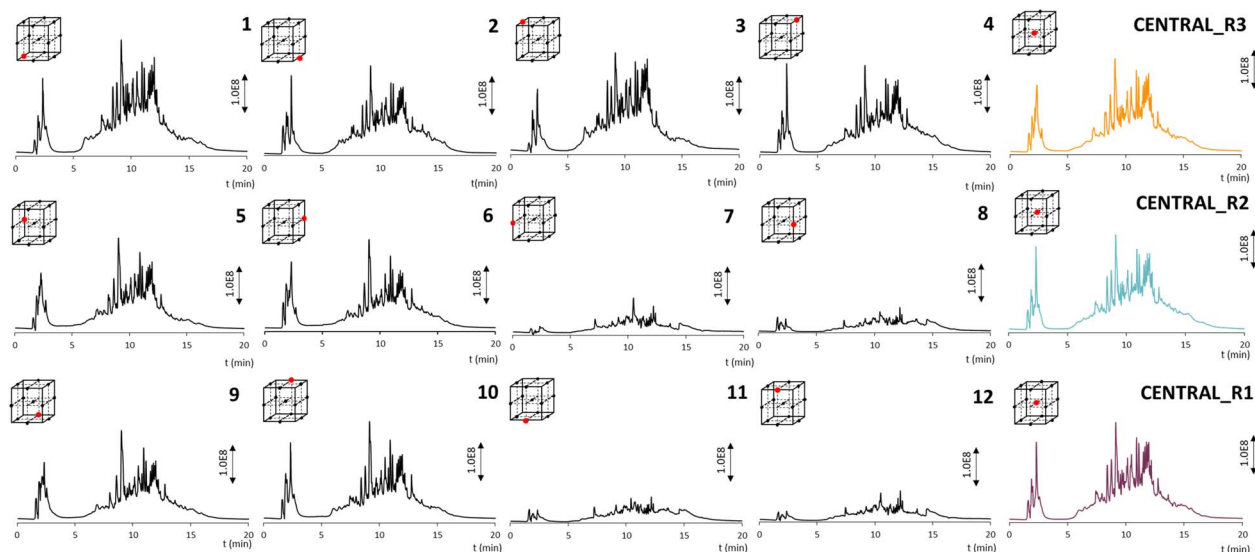 1 2 3 4 CENTRAL_R3
1.0E8 1.0E8 1.0E8 1.0E8 1.0E8
0 5 10 15 20 0 5 10 15 20 0 5 10 15 20 0 5 10 15 20 0 5 10 15 20
t (min) t (min) t (min) t (min) t (min)
5 6 7 8 CENTRAL_R2
1.0E8 1.0E8 1.0E8 1.0E8 1.0E8
0 5 10 15 20 0 5 10 15 20 0 5 10 15 20 0 5 10 15 20 0 5 10 15 20
t (min) t (min) t (min) t (min) t (min)
9 10 11 12 CENTRAL_R1
1.0E8 1.0E8 1.0E8 1.0E8 1.0E8
0 5 10 15 20 0 5 10 15 20 0 5 10 15 20 0 5 10 15 20 0 5 10 15 20
t (min) t (min) t (min) t (min) t (min)